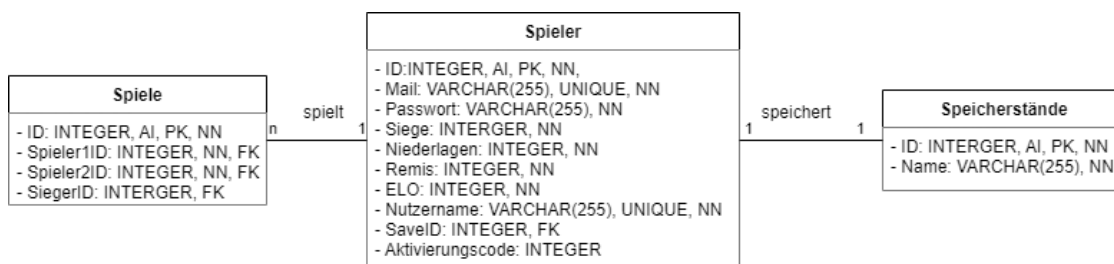 Spiele
- ID: INTEGER, AI, PK, NN
- Spieler1ID: INTEGER, NN, FK
- Spieler2ID: INTEGER, NN, FK
- SiegerID: INTERGER, FK
n
spielt
1
Spieler
- ID:INTEGER, AI, PK, NN,
- Mail: VARCHAR(255), UNIQUE, NN
- Passwort: VARCHAR(255), NN
- Siege: INTERGER, NN
- Niederlagen: INTEGER, NN
- Remis: INTEGER, NN
- ELO: INTEGER, NN
- Nutzername: VARCHAR(255), UNIQUE, NN
- SaveID: INTEGER, FK
- Aktivierungscode: INTEGER
1
speichert
1
Speicherstände
- ID: INTERGER, AI, PK, NN
- Name: VARCHAR(255), NN